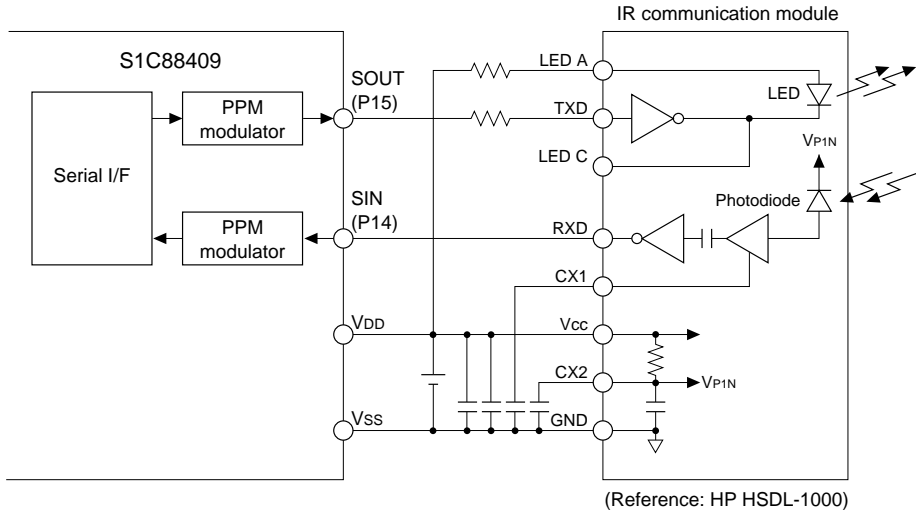 IR communication module
S1C88409
Serial I/F
PPM
modulator
PPM
modulator
SOUT
(P15)
SIN
(P14)
VDD
VSS
LED A
TXD
LED C
RXD
CX1
Vcc
CX2
GND
LED
VP1N
Photodiode
VP1N
(Reference: HP HSDL-1000)